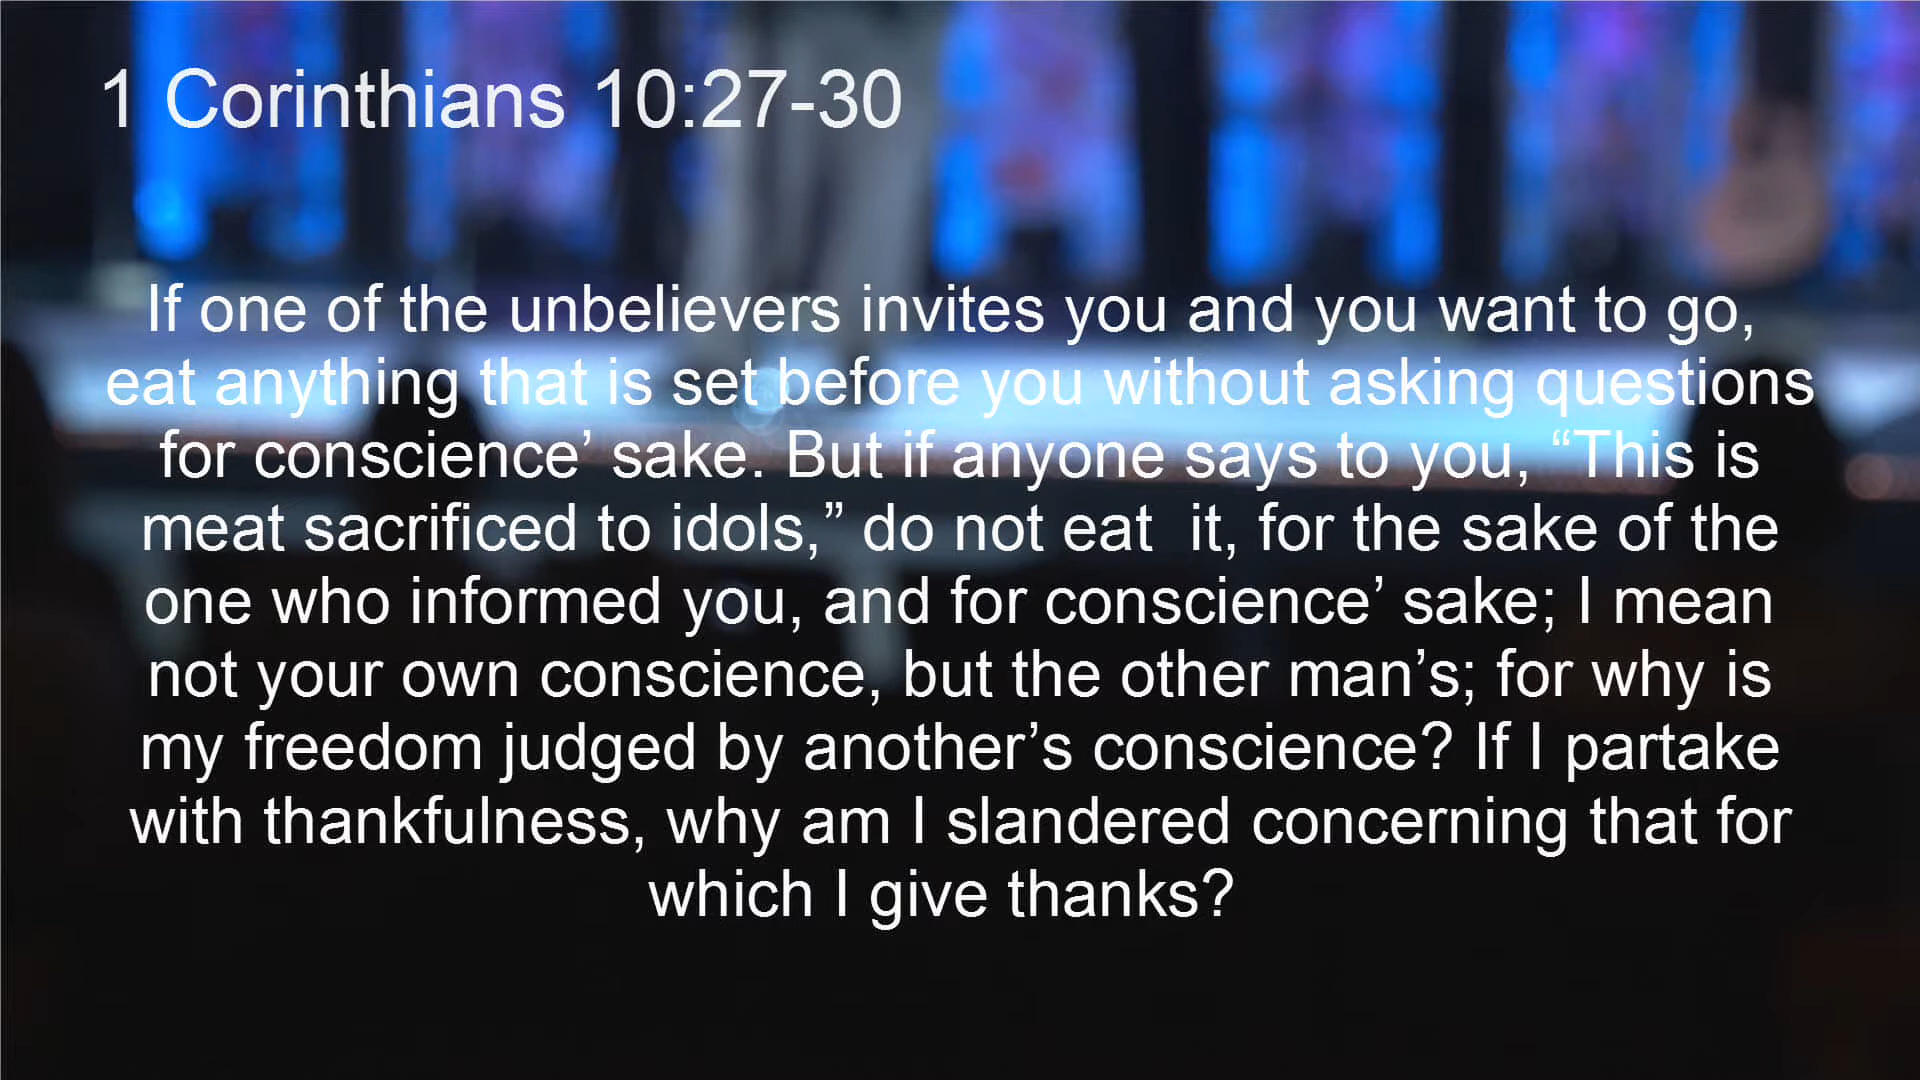 1 Corinthians 10:27-30
If one of the unbelievers invites you and you want to go,
eat anything that is set before you without asking questions
for conscience’ sake. But if anyone says to you, “This is
meat sacrificed to idols,” do not eat  it, for the sake of the
one who informed you, and for conscience’ sake; I mean
not your own conscience, but the other man’s; for why is
my freedom judged by another’s conscience? If I partake
with thankfulness, why am I slandered concerning that for
which I give thanks?